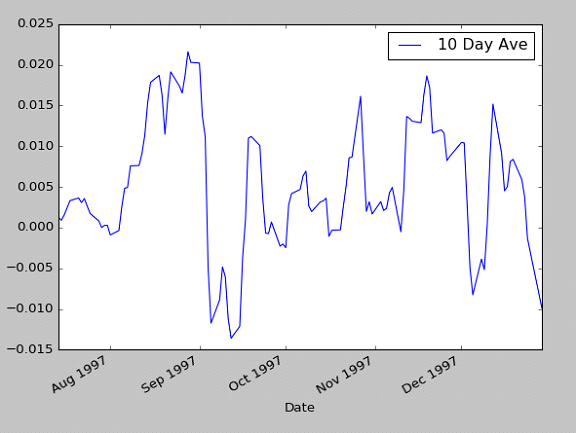 0.025
10 Day Ave
0.020
0.015
0.010
0.005
0.000
−0.005
−0.010
−0.015
Aug 1997
Sep 1997
Oct 1997
Nov 1997
Dec 1997
Date